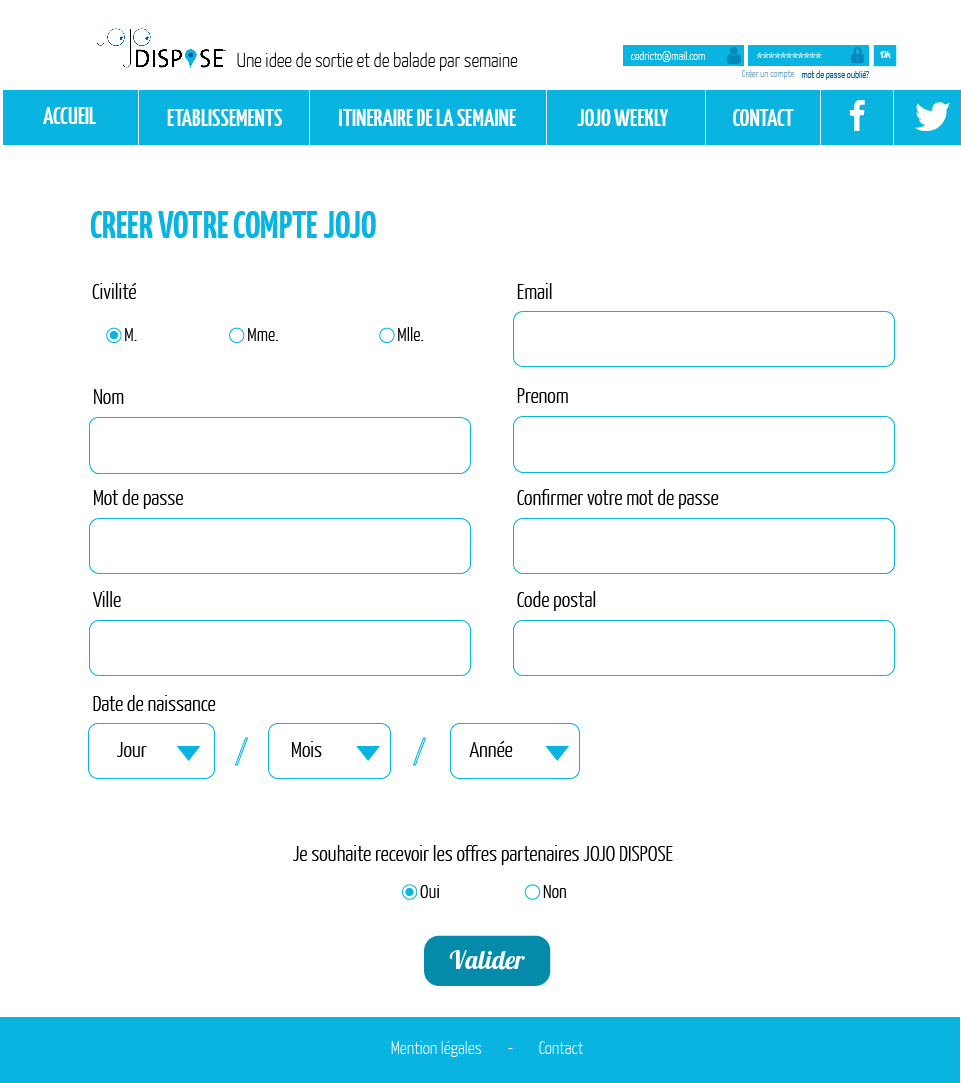 JOJO
DISPOSE Une idee de sortie et de balade par semaine
cedricto@mail.com *********** Ok
Créer un compte mot de passe oublié?
ACCUEIL ETABLISSEMENTS ITINERAIRE DE LA SEMAINE JOJO WEEKLY CONTACT
CREER VOTRE COMPTE JOJO
Civilité Email
M. Mme. Mlle.
Nom Prenom
Mot de passe Confirmer votre mot de passe
Ville Code postal
Date de naissance
Jour / Mois / Année
Je souhaite recevoir les offres partenaires JOJO DISPOSE
Oui Non
Valider
Mention légales - Contact